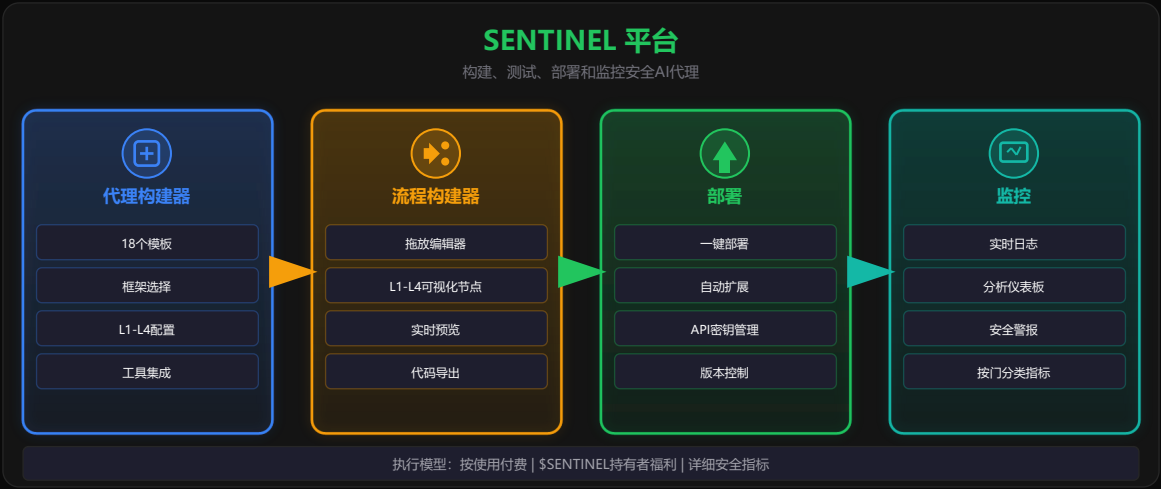 SENTINEL 平台
构建、测试、部署和监控安全AI代理
代理构建器
18个模板
框架选择
L1-L4配置
工具集成
流程构建器
拖放编辑器
L1-L4可视化节点
实时预览
代码导出
部署
一键部署
自动扩展
API密钥管理
版本控制
监控
实时日志
分析仪表板
安全警报
按门分类指标
执行模型：按使用付费 | $SENTINEL持有者福利 | 详细安全指标